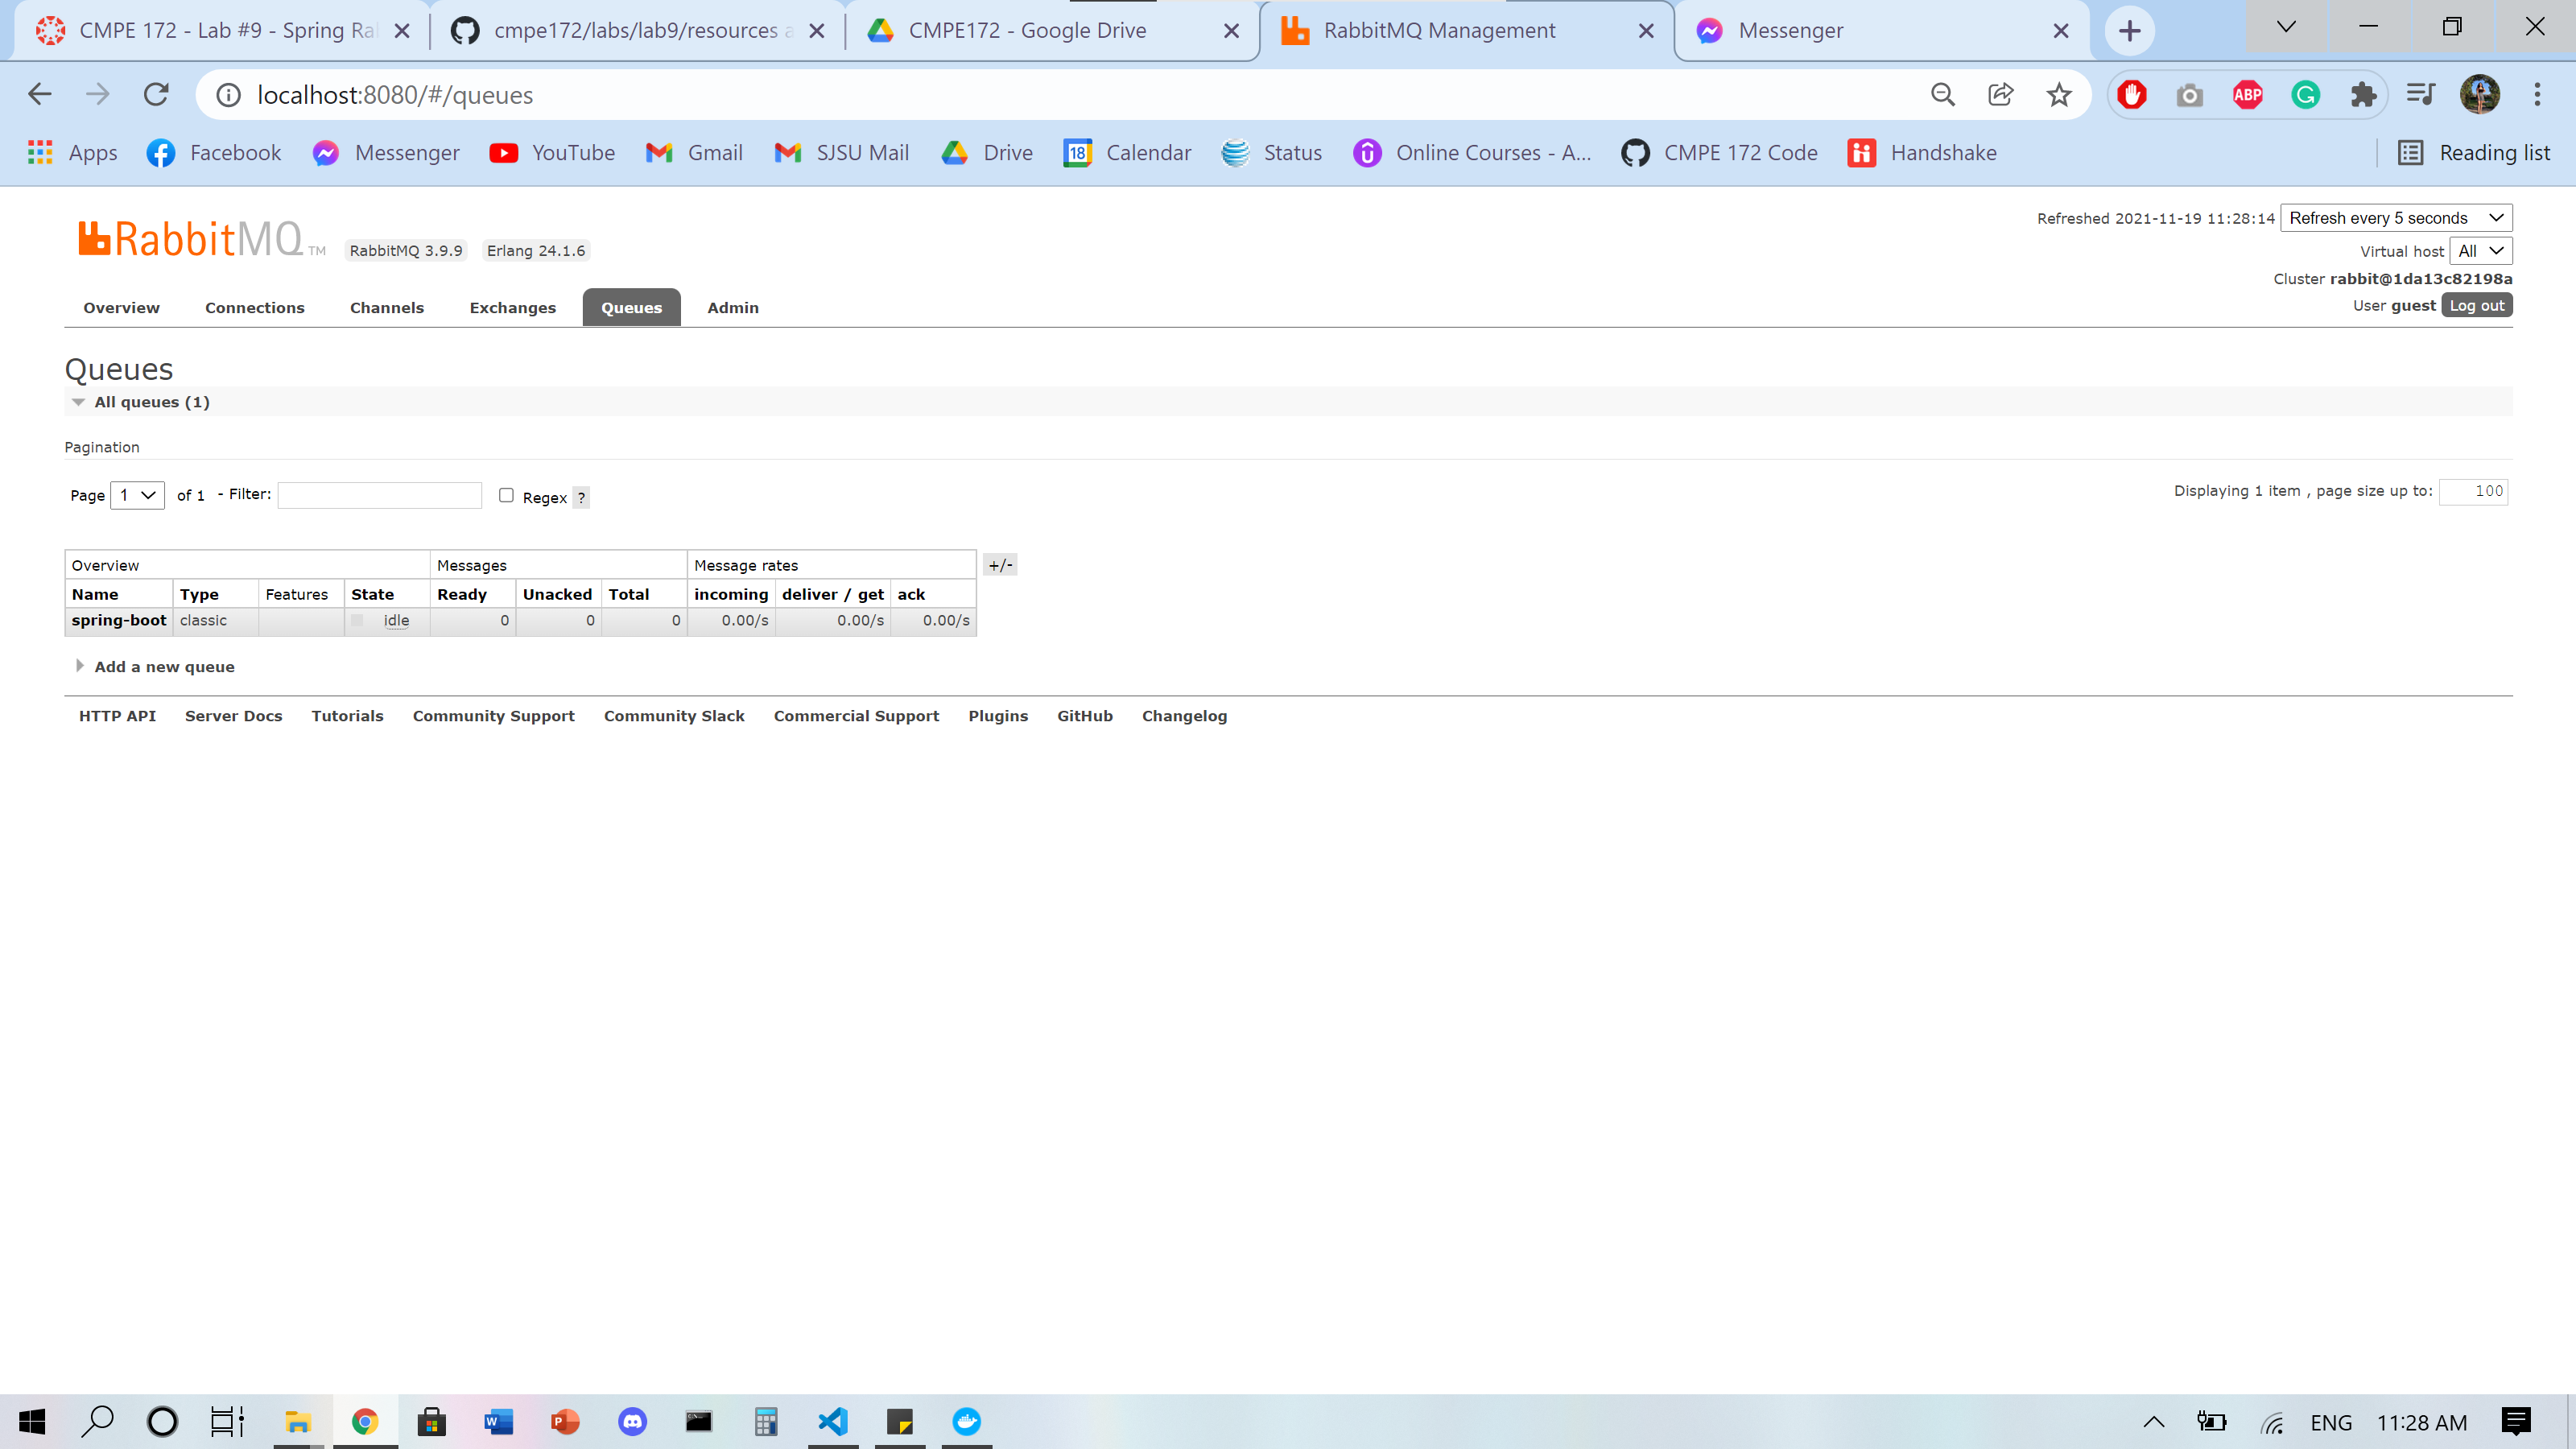 CMPE 172 - Lab #9 - Spring Ra
cmpe172/labs/lab9/resources a
CMPE172 - Google Drive
RabbitMQ Management
Messenger
localhost:8080/#/queues
ABP
Apps
Facebook
Messenger
YouTube
Gmail
SJSU Mail
Drive
18
Calendar
Status
Online Courses - A...
CMPE 172 Code
Handshake
Reading list
RabbitMQ TM
RabbitMQ 3.9.9
Erlang 24.1.6
Refreshed 2021-11-19 11:28:14
Refresh every 5 seconds
Virtual host All
Cluster rabbit@1da13c82198a
User guest Log out
Overview
Connections
Channels
Exchanges
Queues
Admin
Queues
All queues (1)
Pagination
Page 1 of 1 - Filter:
Regex ?
Displaying 1 item , page size up to: 100
Overview Messages Message rates +/-
Name Type Features State Ready Unacked Total incoming deliver / get ack
spring-boot classic idle 0 0 0 0.00/s 0.00/s 0.00/s
Add a new queue
HTTP API
Server Docs
Tutorials
Community Support
Community Slack
Commercial Support
Plugins
GitHub
Changelog
ENG
11:28 AM